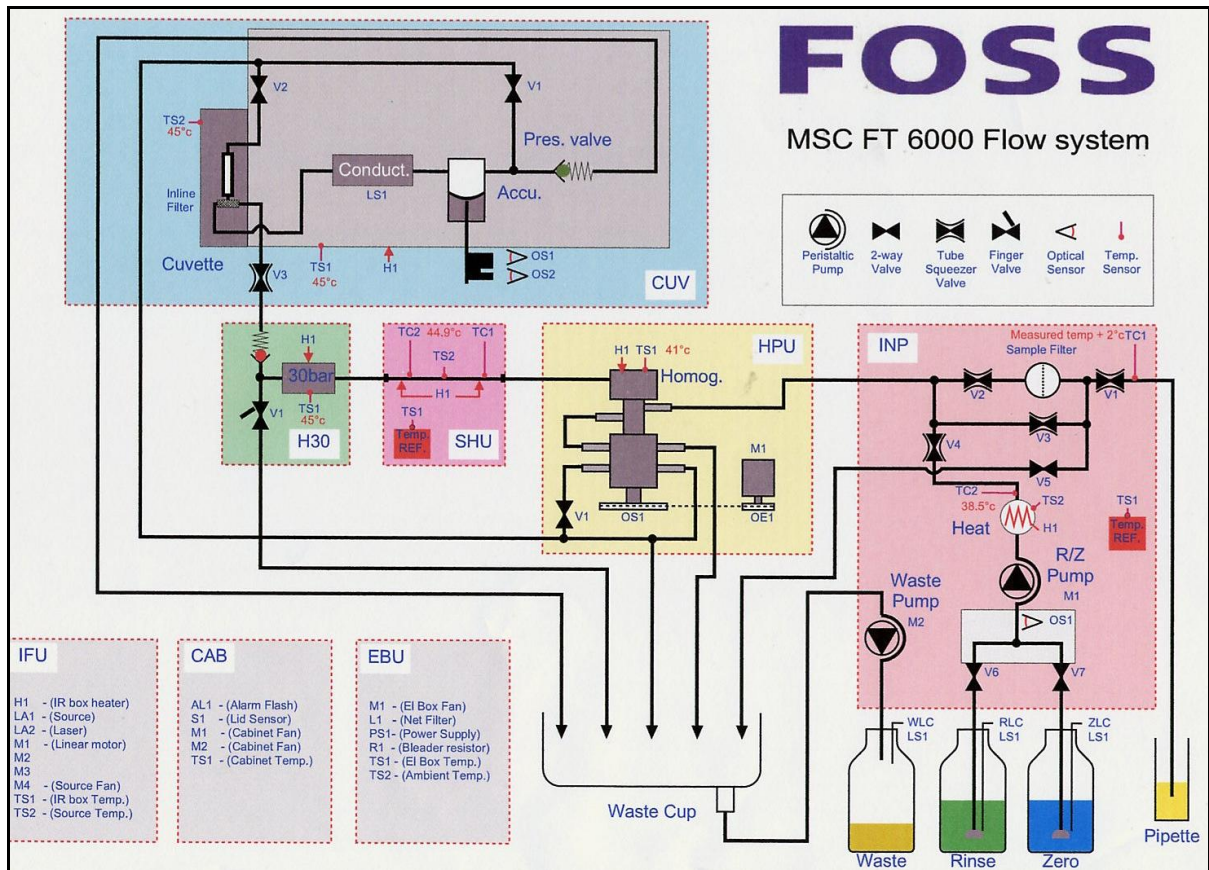 FOSS
MSC FT 6000 Flow system
Peristaltic
Pump
2-way
Valve
Tube
Squeezer
Valve
Finger
Valve
Optical
Sensor
Temp.
Sensor
V2
V1
TS2
45°c
Pres. valve
Conduct.
LS1
Accu.
Inline
Filter
Cuvette
TS1
45°c
H1
OS1
OS2
V3
CUV
H1
30bar
TS1
45°c
V1
H30
TC2
44.9°c
TC1
TS2
H1
TS1
Temp.
REF.
SHU
HPU
H1
TS1
41°c
Homog.
M1
V1
OS1
OE1
INP
Measured temp + 2°c
TC1
Sample Filter
V2
V1
V3
V4
V5
TC2
38.5°c
TS2
H1
Heat
TS1
Temp.
REF.
R/Z
Pump
M1
Waste
Pump
M2
OS1
V6
V7
IFU
H1 - (IR box heater)
LA1 - (Source)
LA2 - (Laser)
M1 - (Linear motor)
M2
M3
M4 - (Source Fan)
TS1 - (IR box Temp.)
TS2 - (Source Temp.)
CAB
AL1 - (Alarm Flash)
S1 - (Lid Sensor)
M1 - (Cabinet Fan)
M2 - (Cabinet Fan)
TS1 - (Cabinet Temp.)
EBU
M1 - (El Box Fan)
L1 - (Net Filter)
PS1- (Power Supply)
R1 - (Bleader resistor)
TS1 - (El Box Temp.)
TS2 - (Ambient Temp.)
Waste Cup
WLC
LS1
RLC
LS1
ZLC
LS1
Waste
Rinse
Zero
Pipette